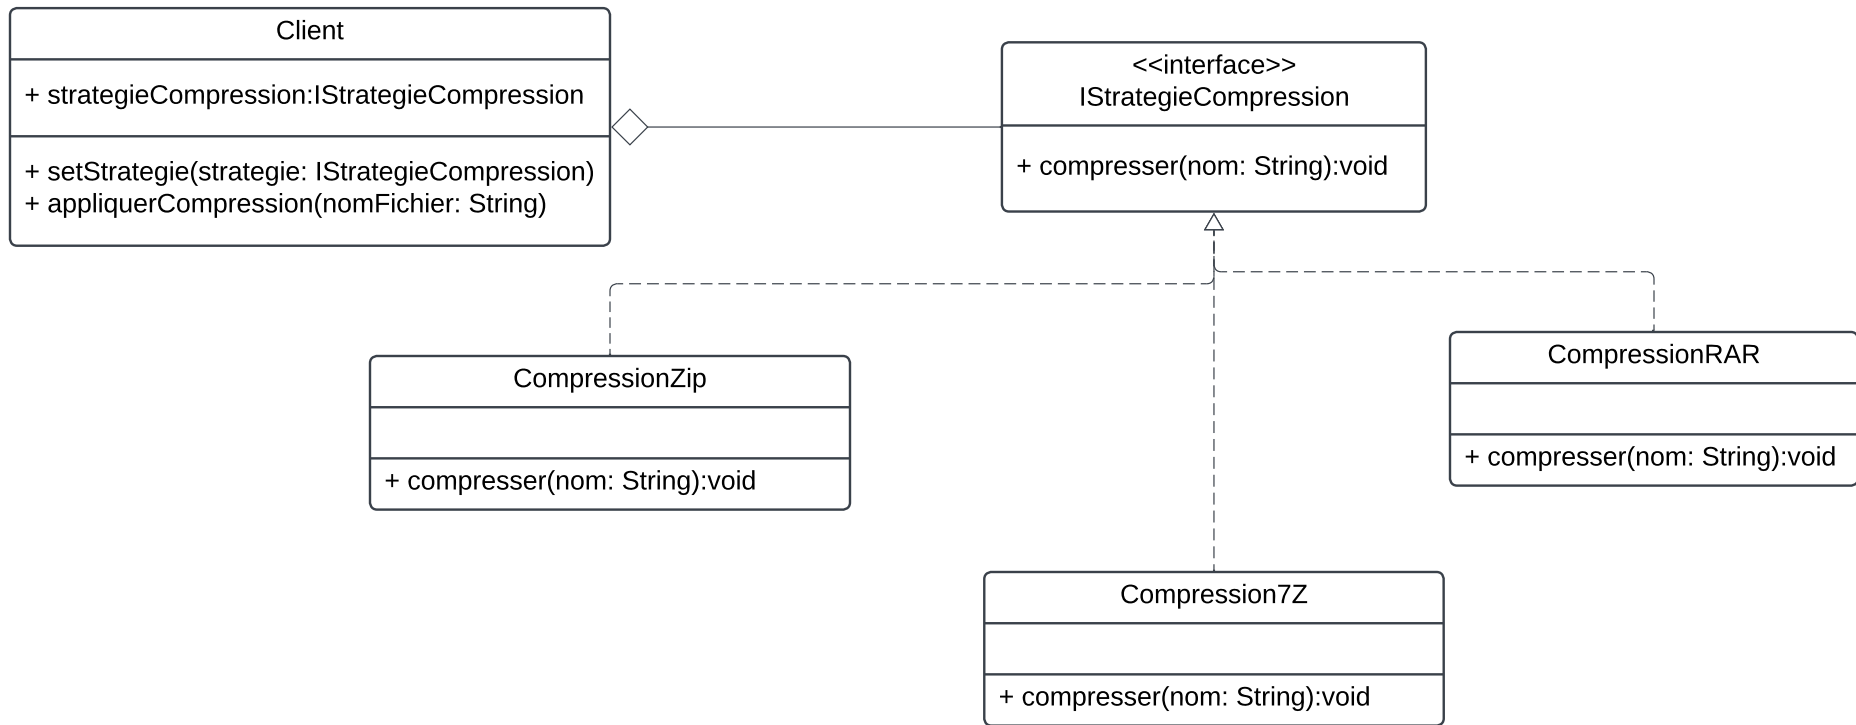 Client
+ strategieCompression:IStrategieCompression
+ setStrategie(strategie: IStrategieCompression)
+ appliquerCompression(nomFichier: String)
<<interface>>
IStrategieCompression
+ compresser(nom: String):void
CompressionZip
+ compresser(nom: String):void
CompressionRAR
+ compresser(nom: String):void
Compression7Z
+ compresser(nom: String):void